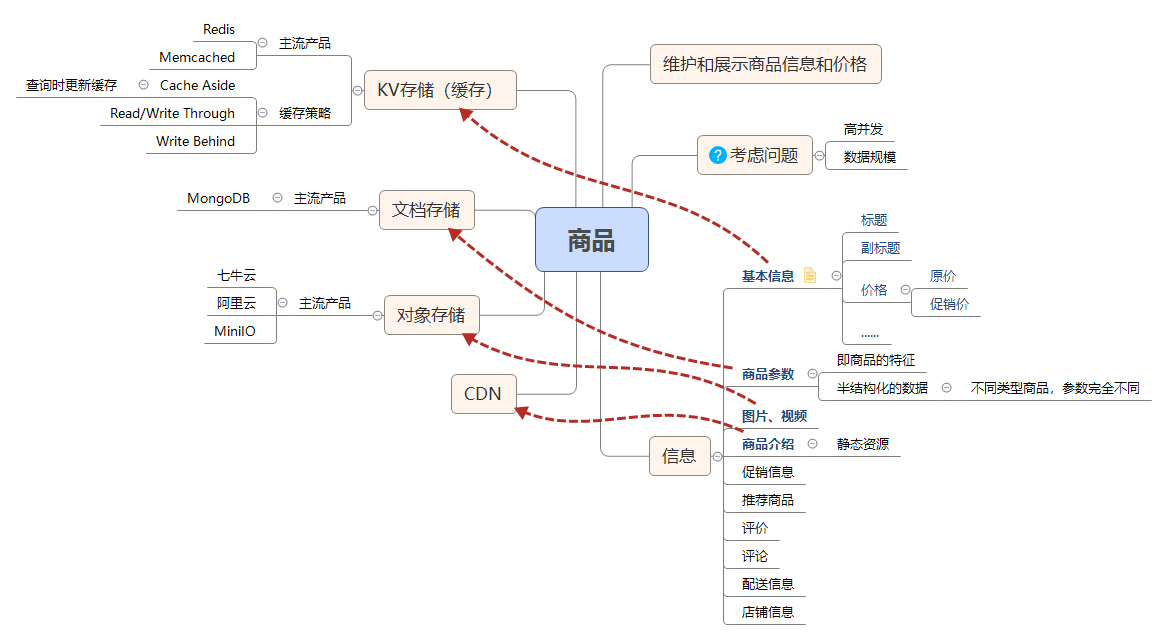 商品
维护和展示商品信息和价格
考虑问题
高并发
数据规模
信息
基本信息
标题
副标题
价格
原价
促销价
......
商品参数
即商品的特征
半结构化的数据
不同类型商品，参数完全不同
图片、视频
商品介绍
静态资源
促销信息
推荐商品
评价
评论
配送信息
店铺信息
KV存储（缓存）
主流产品
Redis
Memcached
缓存策略
Cache Aside
查询时更新缓存
Read/Write Through
Write Behind
文档存储
主流产品
MongoDB
对象存储
主流产品
七牛云
阿里云
MiniIO
CDN